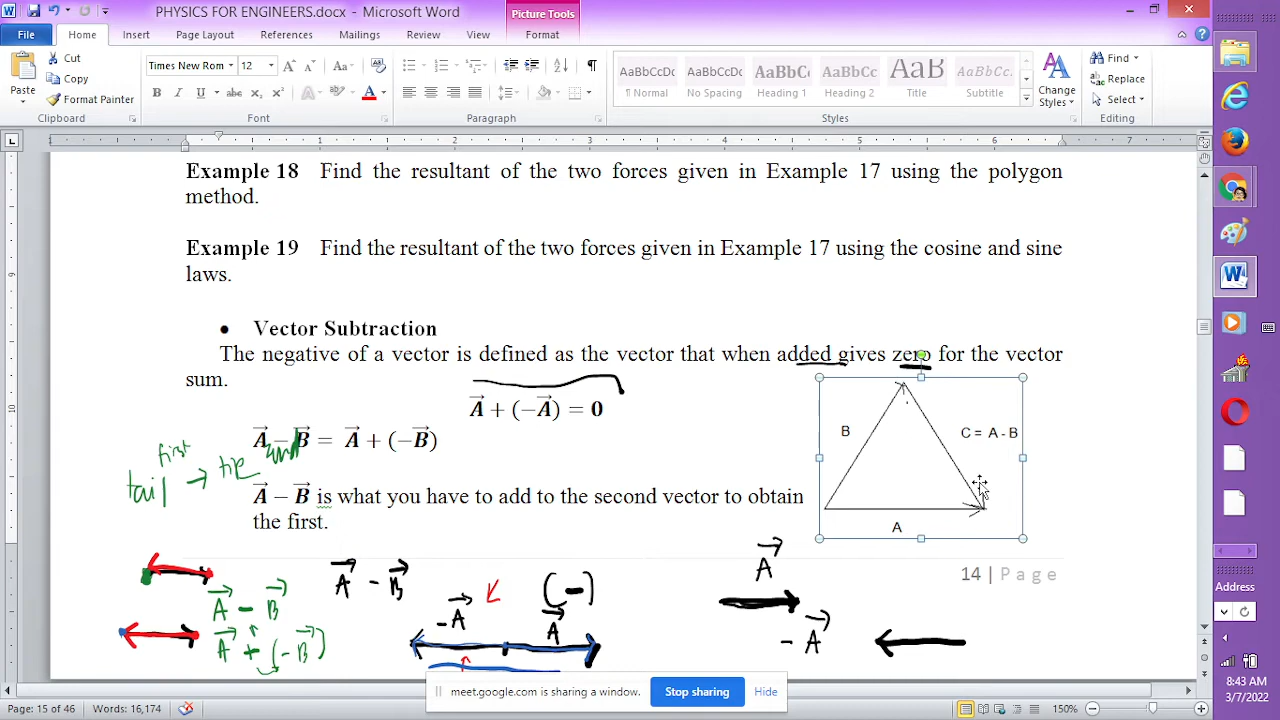 PHYSICS FOR ENGINEERS.docx - Microsoft Word
Picture Tools
File Home Insert Page Layout References Mailings Review View Format
Paste
Cut
Copy
Format Painter
Times New Rom 12
AaBbCcDc AaBbCcDc AaBbC AaBbCc AaB AaBbCc.
¶ Normal No Spacing Heading 1 Heading 2 Title Subtitle
Change Styles
Find
Replace
Select
Clipboard Font Paragraph Styles Editing
1 1 2 3 4 5 6 7
Example 18 Find the resultant of the two forces given in Example 17 using the polygon
method.
Example 19 Find the resultant of the two forces given in Example 17 using the cosine and sine
laws.
• Vector Subtraction
The negative of a vector is defined as the vector that when added gives zero for the vector
sum.
A + (−A) = 0
A − B = A + (−B)
first
tail → tip
A − B is what you have to add to the second vector to obtain
the first.
B
C = A - B
A
14 | Page
A - B
A + (-B)
A - B
(-)
-A
A
A
-A
meet.google.com is sharing a window. Stop sharing Hide
Address
8:43 AM
3/7/2022
Page: 15 of 46 Words: 16,174 150%